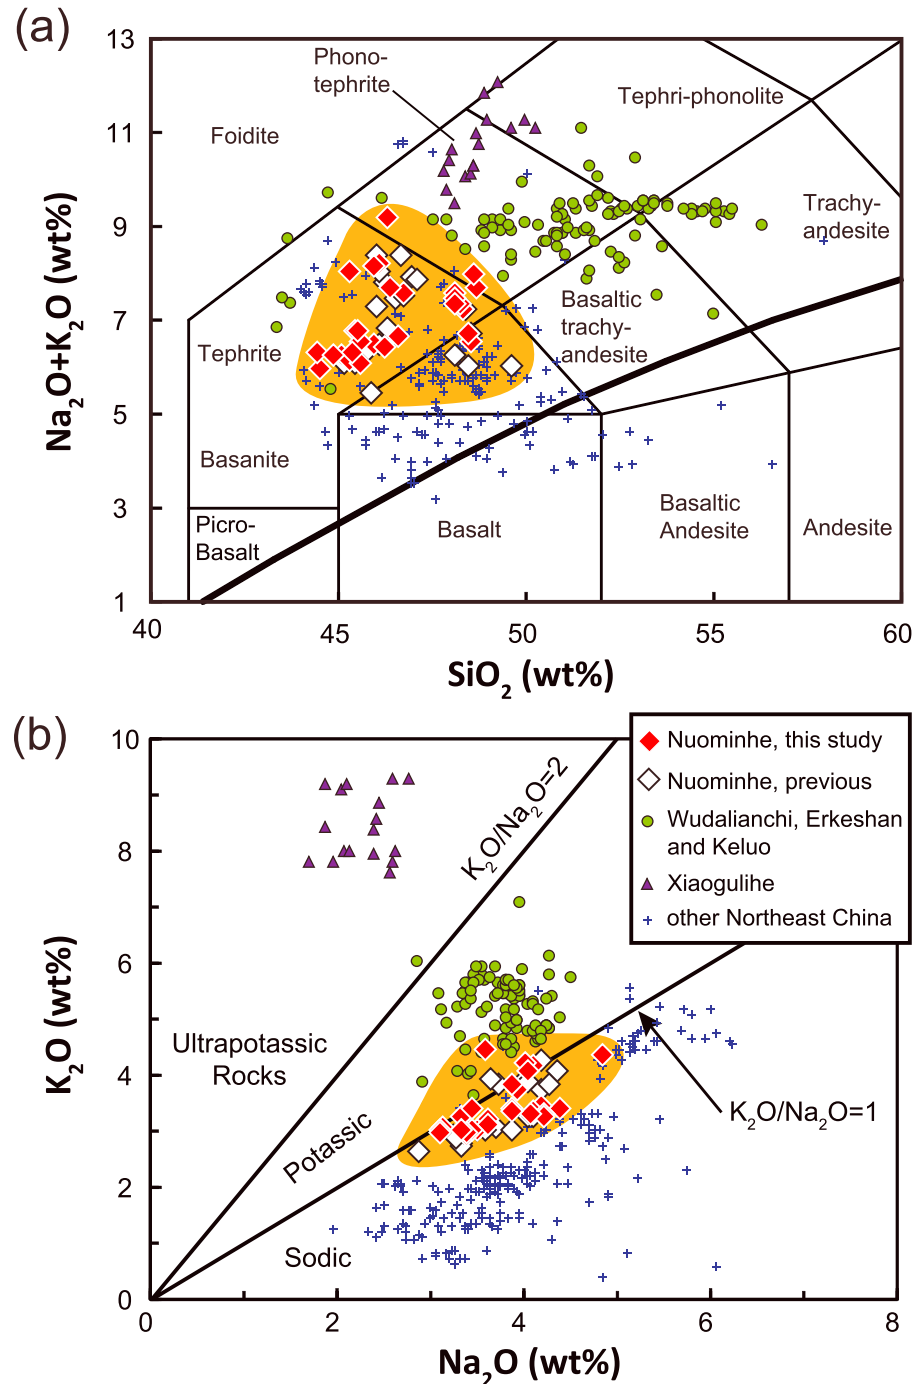 (a)
13
11
9
7
5
3
1
Na₂O+K₂O (wt%)
40
45
50
55
60
SiO₂ (wt%)
Phono-
tephrite
Foidite
Tephri-phonolite
Trachy-
andesite
Basaltic
trachy-
andesite
Tephrite
Basanite
Picro-
Basalt
Basalt
Basaltic
Andesite
Andesite
(b)
10
8
6
4
2
0
K₂O (wt%)
0
2
4
6
8
Na₂O (wt%)
K₂O/Na₂O=2
K₂O/Na₂O=1
Ultrapotassic
Rocks
Potassic
Sodic
Nuominhe, this study
Nuominhe, previous
Wudalianchi, Erkeshan
and Keluo
Xiaogulihe
other Northeast China